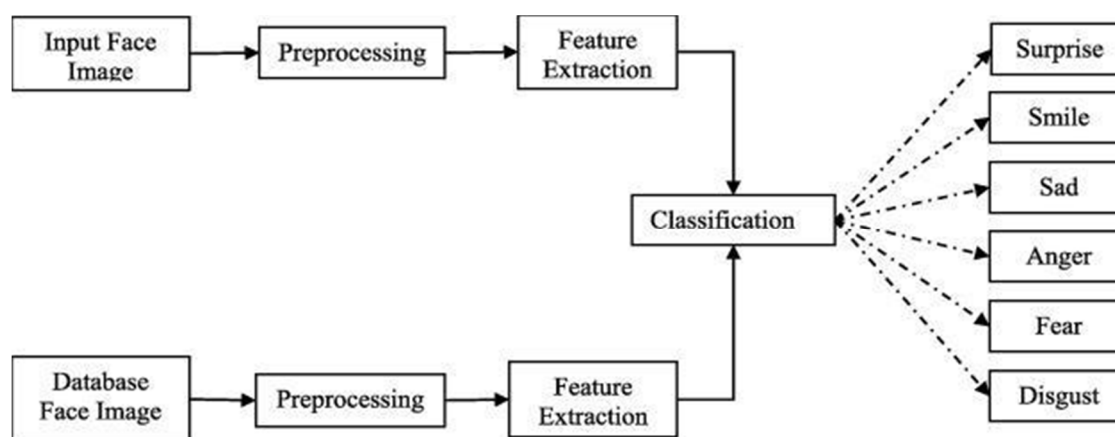 Input Face
Image
Preprocessing
Feature
Extraction
Surprise
Smile
Sad
Classification
Anger
Fear
Disgust
Database
Face Image
Preprocessing
Feature
Extraction